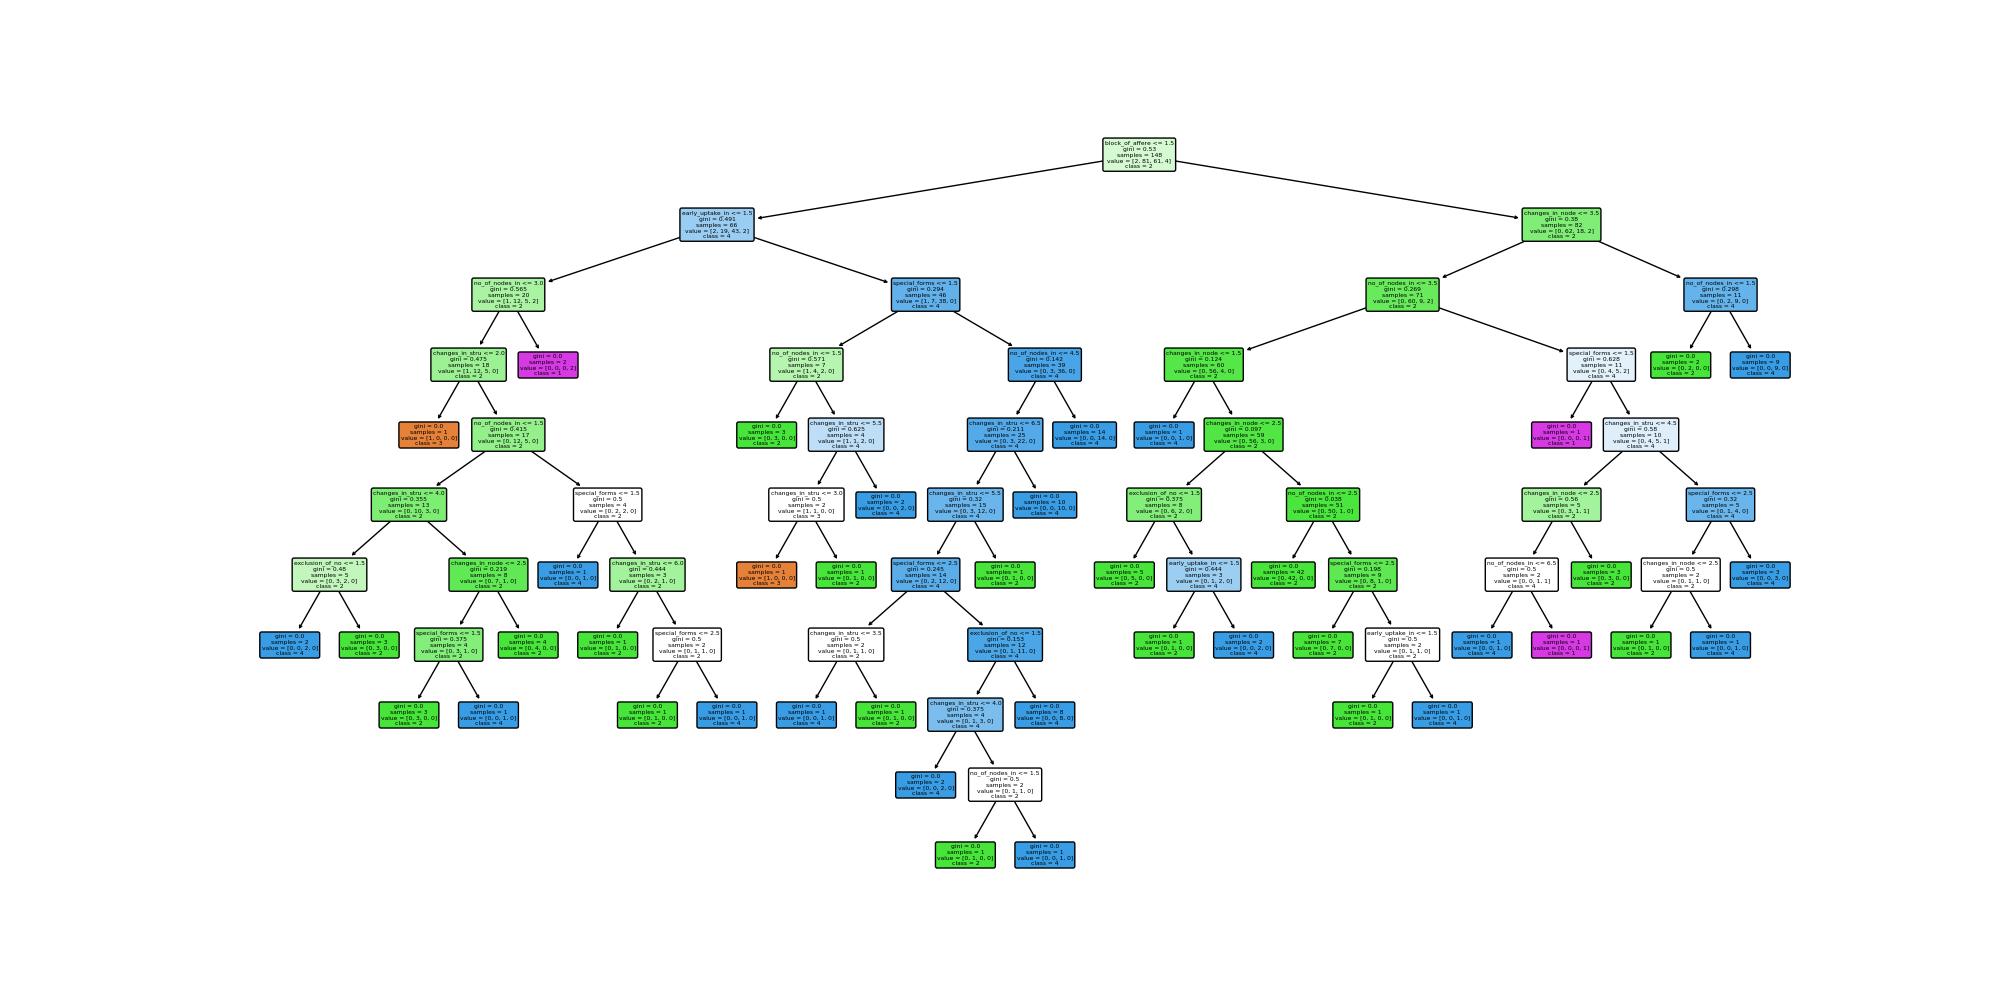 block_of_affere <= 1.5
gini = 0.53
samples = 148
value = [2, 81, 61, 4]
class = 2
early_uptake_in <= 1.5
gini = 0.491
samples = 66
value = [2, 19, 43, 2]
class = 4
changes_in_node <= 3.5
gini = 0.38
samples = 82
value = [0, 62, 18, 2]
class = 2
no_of_nodes_in <= 3.0
gini = 0.565
samples = 20
value = [1, 12, 5, 2]
class = 2
special_forms <= 1.5
gini = 0.294
samples = 46
value = [1, 7, 38, 0]
class = 4
no_of_nodes_in <= 3.5
gini = 0.269
samples = 71
value = [0, 60, 9, 2]
class = 2
no_of_nodes_in <= 1.5
gini = 0.298
samples = 11
value = [0, 2, 9, 0]
class = 4
changes_in_stru <= 2.0
gini = 0.475
samples = 18
value = [1, 12, 5, 0]
class = 2
gini = 0.0
samples = 2
value = [0, 0, 0, 2]
class = 1
no_of_nodes_in <= 1.5
gini = 0.571
samples = 7
value = [1, 4, 2, 0]
class = 2
no_of_nodes_in <= 4.5
gini = 0.142
samples = 39
value = [0, 3, 36, 0]
class = 4
changes_in_node <= 1.5
gini = 0.124
samples = 60
value = [0, 56, 4, 0]
class = 2
special_forms <= 1.5
gini = 0.628
samples = 11
value = [0, 4, 5, 2]
class = 4
gini = 0.0
samples = 2
value = [0, 2, 0, 0]
class = 2
gini = 0.0
samples = 9
value = [0, 0, 9, 0]
class = 4
gini = 0.0
samples = 1
value = [1, 0, 0, 0]
class = 3
no_of_nodes_in <= 1.5
gini = 0.415
samples = 17
value = [0, 12, 5, 0]
class = 2
gini = 0.0
samples = 3
value = [0, 3, 0, 0]
class = 2
changes_in_stru <= 5.5
gini = 0.625
samples = 4
value = [1, 1, 2, 0]
class = 4
changes_in_stru <= 6.5
gini = 0.211
samples = 25
value = [0, 3, 22, 0]
class = 4
gini = 0.0
samples = 14
value = [0, 0, 14, 0]
class = 4
gini = 0.0
samples = 1
value = [0, 0, 1, 0]
class = 4
changes_in_node <= 2.5
gini = 0.097
samples = 59
value = [0, 56, 3, 0]
class = 2
gini = 0.0
samples = 1
value = [0, 0, 0, 1]
class = 1
changes_in_stru <= 4.5
gini = 0.58
samples = 10
value = [0, 4, 5, 1]
class = 4
changes_in_stru <= 4.0
gini = 0.355
samples = 13
value = [0, 10, 3, 0]
class = 2
special_forms <= 1.5
gini = 0.5
samples = 4
value = [0, 2, 2, 0]
class = 2
changes_in_stru <= 3.0
gini = 0.5
samples = 2
value = [1, 1, 0, 0]
class = 3
gini = 0.0
samples = 2
value = [0, 0, 2, 0]
class = 4
changes_in_stru <= 5.5
gini = 0.32
samples = 15
value = [0, 3, 12, 0]
class = 4
gini = 0.0
samples = 10
value = [0, 0, 10, 0]
class = 4
exclusion_of_no <= 1.5
gini = 0.375
samples = 8
value = [0, 6, 2, 0]
class = 2
no_of_nodes_in <= 2.5
gini = 0.038
samples = 51
value = [0, 50, 1, 0]
class = 2
changes_in_node <= 2.5
gini = 0.56
samples = 5
value = [0, 3, 1, 1]
class = 2
special_forms <= 2.5
gini = 0.32
samples = 5
value = [0, 1, 4, 0]
class = 4
exclusion_of_no <= 1.5
gini = 0.48
samples = 5
value = [0, 3, 2, 0]
class = 2
changes_in_node <= 2.5
gini = 0.219
samples = 8
value = [0, 7, 1, 0]
class = 2
gini = 0.0
samples = 1
value = [0, 0, 1, 0]
class = 4
changes_in_stru <= 6.0
gini = 0.444
samples = 3
value = [0, 2, 1, 0]
class = 2
gini = 0.0
samples = 1
value = [1, 0, 0, 0]
class = 3
gini = 0.0
samples = 1
value = [0, 1, 0, 0]
class = 2
special_forms <= 2.5
gini = 0.245
samples = 14
value = [0, 2, 12, 0]
class = 4
gini = 0.0
samples = 1
value = [0, 1, 0, 0]
class = 2
gini = 0.0
samples = 5
value = [0, 5, 0, 0]
class = 2
early_uptake_in <= 1.5
gini = 0.444
samples = 3
value = [0, 1, 2, 0]
class = 4
gini = 0.0
samples = 42
value = [0, 42, 0, 0]
class = 2
special_forms <= 2.5
gini = 0.198
samples = 9
value = [0, 8, 1, 0]
class = 2
no_of_nodes_in <= 6.5
gini = 0.5
samples = 2
value = [0, 0, 1, 1]
class = 4
gini = 0.0
samples = 3
value = [0, 3, 0, 0]
class = 2
changes_in_node <= 2.5
gini = 0.5
samples = 2
value = [0, 1, 1, 0]
class = 2
gini = 0.0
samples = 3
value = [0, 0, 3, 0]
class = 4
gini = 0.0
samples = 2
value = [0, 0, 2, 0]
class = 4
gini = 0.0
samples = 3
value = [0, 3, 0, 0]
class = 2
special_forms <= 1.5
gini = 0.375
samples = 4
value = [0, 3, 1, 0]
class = 2
gini = 0.0
samples = 4
value = [0, 4, 0, 0]
class = 2
gini = 0.0
samples = 1
value = [0, 1, 0, 0]
class = 2
special_forms <= 2.5
gini = 0.5
samples = 2
value = [0, 1, 1, 0]
class = 2
changes_in_stru <= 3.5
gini = 0.5
samples = 2
value = [0, 1, 1, 0]
class = 2
exclusion_of_no <= 1.5
gini = 0.153
samples = 12
value = [0, 1, 11, 0]
class = 4
gini = 0.0
samples = 1
value = [0, 1, 0, 0]
class = 2
gini = 0.0
samples = 2
value = [0, 0, 2, 0]
class = 4
gini = 0.0
samples = 7
value = [0, 7, 0, 0]
class = 2
early_uptake_in <= 1.5
gini = 0.5
samples = 2
value = [0, 1, 1, 0]
class = 2
gini = 0.0
samples = 1
value = [0, 0, 1, 0]
class = 4
gini = 0.0
samples = 1
value = [0, 0, 0, 1]
class = 1
gini = 0.0
samples = 1
value = [0, 1, 0, 0]
class = 2
gini = 0.0
samples = 1
value = [0, 0, 1, 0]
class = 4
gini = 0.0
samples = 3
value = [0, 3, 0, 0]
class = 2
gini = 0.0
samples = 1
value = [0, 0, 1, 0]
class = 4
gini = 0.0
samples = 1
value = [0, 1, 0, 0]
class = 2
gini = 0.0
samples = 1
value = [0, 0, 1, 0]
class = 4
gini = 0.0
samples = 1
value = [0, 0, 1, 0]
class = 4
gini = 0.0
samples = 1
value = [0, 1, 0, 0]
class = 2
changes_in_stru <= 4.0
gini = 0.375
samples = 4
value = [0, 1, 3, 0]
class = 4
gini = 0.0
samples = 8
value = [0, 0, 8, 0]
class = 4
gini = 0.0
samples = 1
value = [0, 1, 0, 0]
class = 2
gini = 0.0
samples = 1
value = [0, 0, 1, 0]
class = 4
gini = 0.0
samples = 2
value = [0, 0, 2, 0]
class = 4
no_of_nodes_in <= 1.5
gini = 0.5
samples = 2
value = [0, 1, 1, 0]
class = 2
gini = 0.0
samples = 1
value = [0, 1, 0, 0]
class = 2
gini = 0.0
samples = 1
value = [0, 0, 1, 0]
class = 4